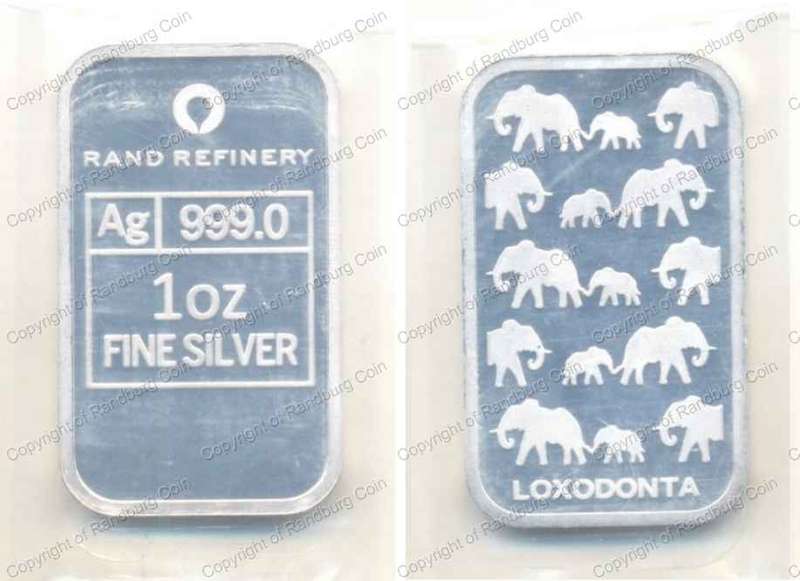 RAND REFINERY
Ag 999.0
1oz
FINE SILVER
LOXODONTA
Copyright of Randburg Coin